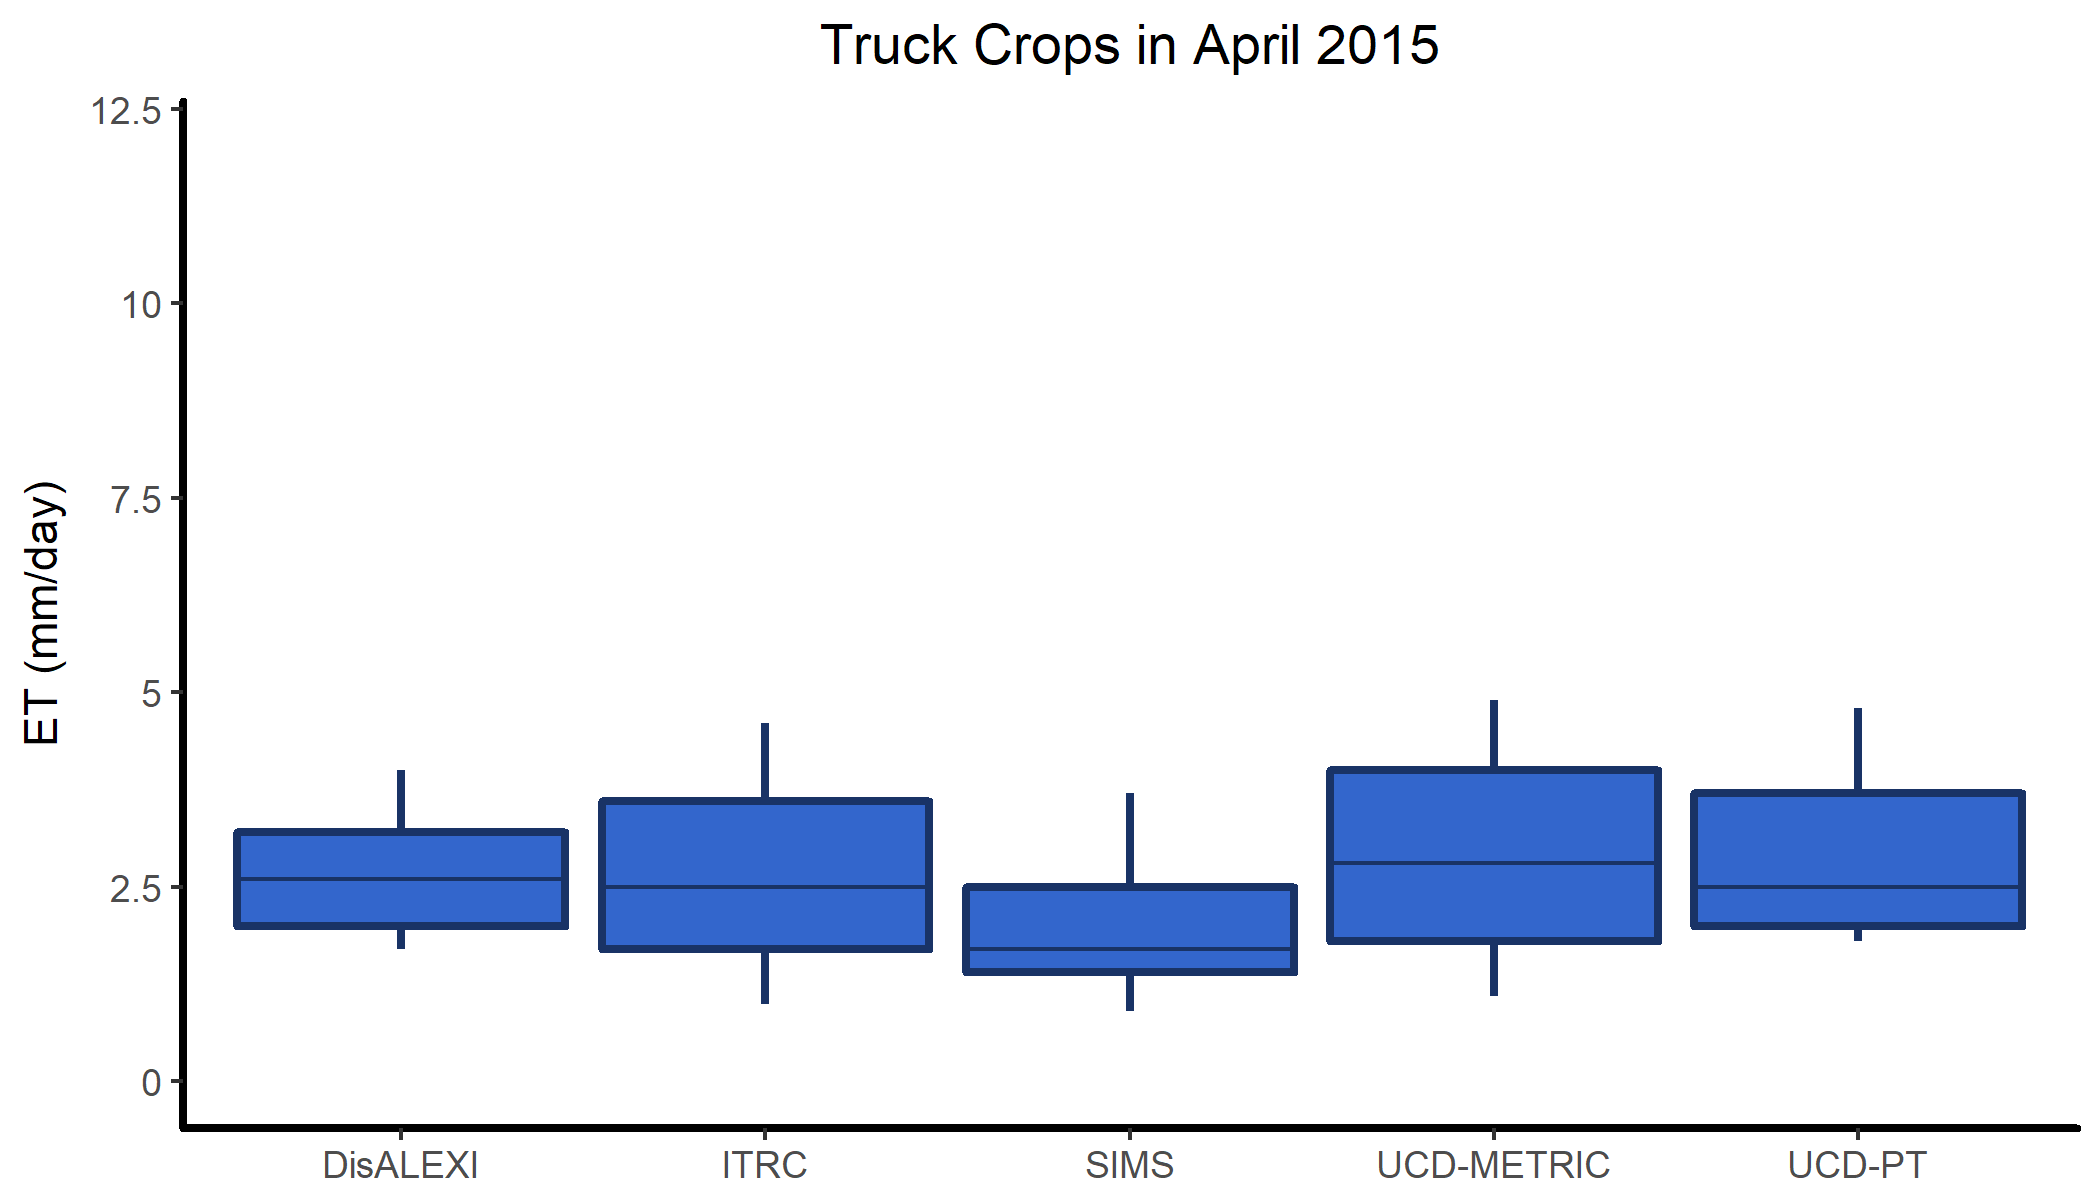 Truck Crops in April 2015
ET (mm/day)
12.5
10
7.5
5
2.5
0
DisALEXI
ITRC
SIMS
UCD-METRIC
UCD-PT